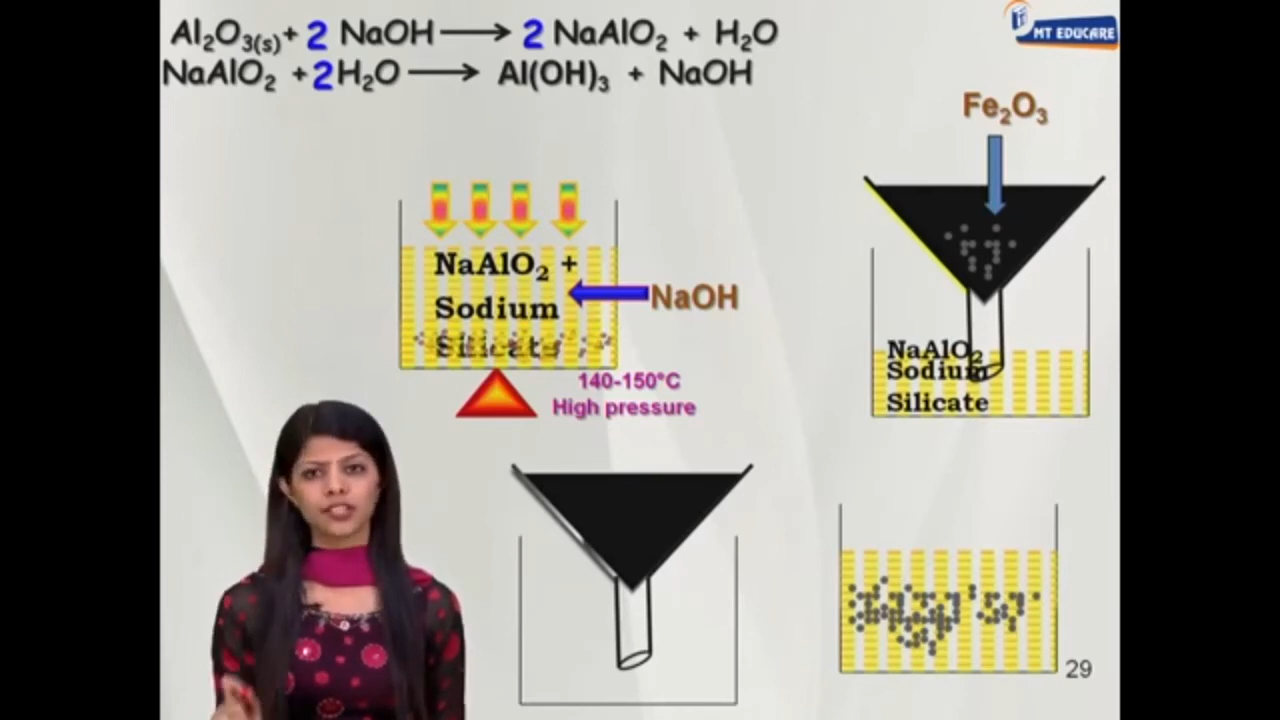 Al₂O₃(s)+ 2 NaOH ⟶ 2 NaAlO₂ + H₂O
NaAlO₂ +2H₂O ⟶ Al(OH)₃ + NaOH
MT EDUCARE
Fe₂O₃
NaAlO₂ +
Sodium
Silicate
NaOH
140-150°C
High pressure
NaAlO₂
Sodium
Silicate
29